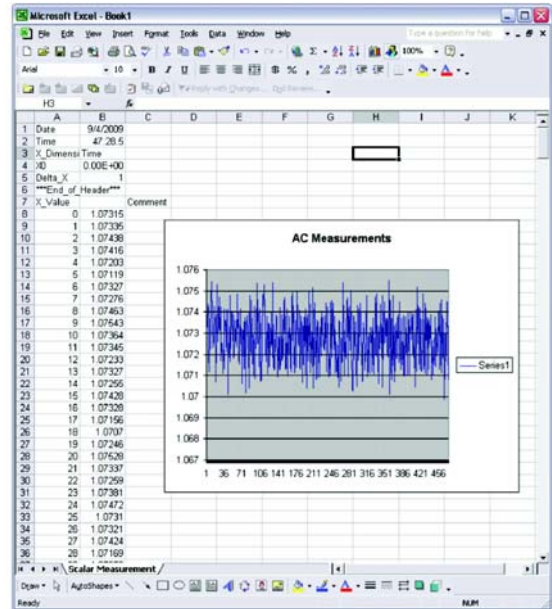 Microsoft Excel - Book1
File Edit View Insert Format Tools Data Window Help Type a question for help
100%
Arial 10 B I U $ % ,
Reply with Changes... End Review...
H3 fx
A B C D E F G H I J K
1 Date 9/4/2009
2 Time 47:28.5
3 X_Dimensi Time
4 X0 0.00E+00
5 Delta_X 1
6 ***End_of_Header***
7 X_Value Comment
8 0 1.07315
9 1 1.07335
10 2 1.07438
11 3 1.07416
12 4 1.07203
13 5 1.07119
14 6 1.07327
15 7 1.07276
16 8 1.07463
17 9 1.07543
18 10 1.07364
19 11 1.07345
20 12 1.07233
21 13 1.07327
22 14 1.07255
23 15 1.07428
24 16 1.07328
25 17 1.07156
26 18 1.0707
27 19 1.07246
28 20 1.07528
29 21 1.07337
30 22 1.07259
31 23 1.07381
32 24 1.07472
33 25 1.0731
34 26 1.07321
35 27 1.07424
36 28 1.07169
AC Measurements
1.076
1.075
1.074
1.073
1.072
1.071
1.07
1.069
1.068
1.067
1 36 71 106 141 176 211 246 281 316 351 386 421 456
Series1
Scalar Measurement
Draw AutoShapes
Ready NUM